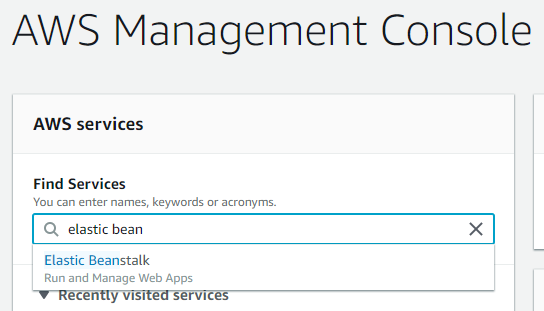 AWS Management Console
AWS services
Find Services
You can enter names, keywords or acronyms.
elastic bean
Elastic Beanstalk
Run and Manage Web Apps
Recently visited services